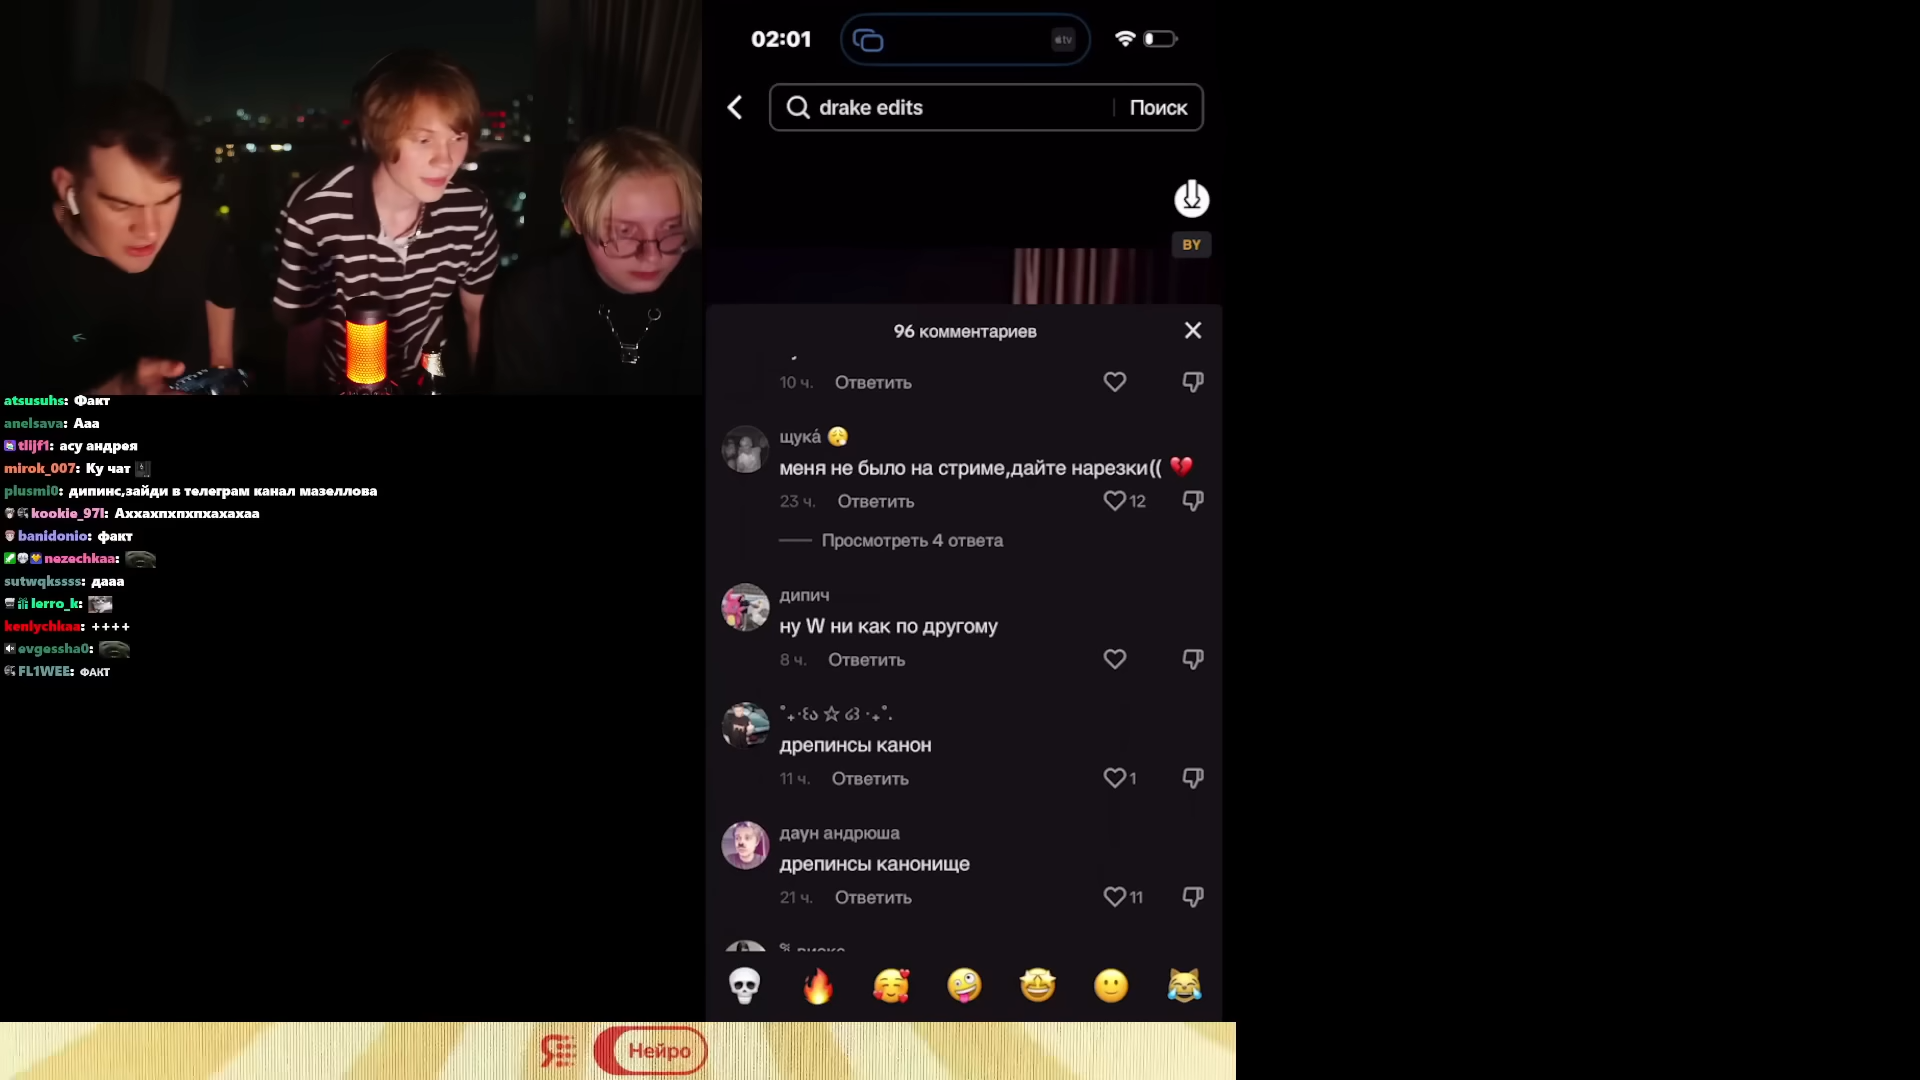 02:01
tv
drake edits
Поиск
BY
96 комментариев
10 ч. Ответить
щука́ 😮‍💨
меня не было на стриме,дайте нарезки(( 💔
23 ч. Ответить 12
Просмотреть 4 ответа
дипич
ну W ни как по другому
8 ч. Ответить
дрепинсы канон
11 ч. Ответить 1
даун андрюша
дрепинсы канонище
21 ч. Ответить 11
atsusuhs: Факт
anelsava: Ааа
tlijf1: асу андрея
mirok_007: Ку чат
plusmi0: дипинс,зайди в телеграм канал мазеллова
kookie_97l: Аххахпхпхпхахахаа
banidonio: факт
nezechkaa:
sutwqkssss: дааа
lerro_k:
kenlychkaa: ++++
evgessha0:
FL1WEE: ФАКТ
Я
Нейро